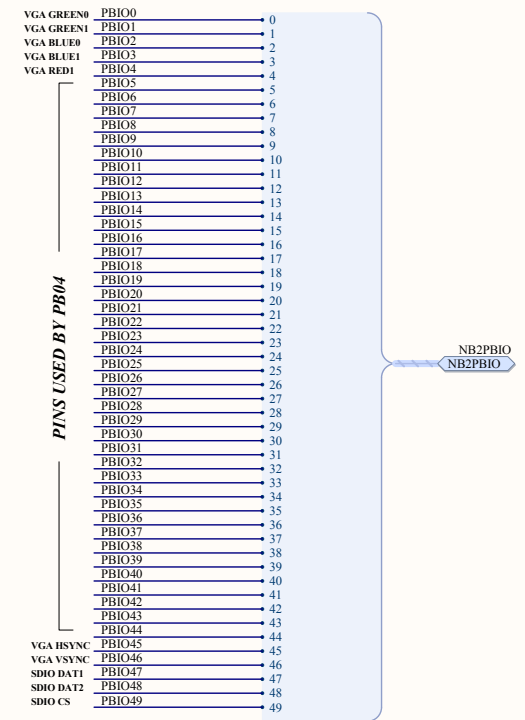 VGA GREEN0 PBIO0 0
VGA GREEN1 PBIO1 1
VGA BLUE0 PBIO2 2
VGA BLUE1 PBIO3 3
VGA RED1 PBIO4 4
PBIO5 5
PBIO6 6
PBIO7 7
PBIO8 8
PBIO9 9
PBIO10 10
PBIO11 11
PBIO12 12
PBIO13 13
PBIO14 14
PBIO15 15
PBIO16 16
PBIO17 17
PBIO18 18
PBIO19 19
PBIO20 20
PBIO21 21
PBIO22 22
PBIO23 23
PBIO24 24
PBIO25 25
PBIO26 26
PBIO27 27
PBIO28 28
PBIO29 29
PBIO30 30
PBIO31 31
PBIO32 32
PBIO33 33
PBIO34 34
PBIO35 35
PBIO36 36
PBIO37 37
PBIO38 38
PBIO39 39
PBIO40 40
PBIO41 41
PBIO42 42
PBIO43 43
PBIO44 44
VGA HSYNC PBIO45 45
VGA VSYNC PBIO46 46
SDIO DAT1 PBIO47 47
SDIO DAT2 PBIO48 48
SDIO CS PBIO49 49
PINS USED BY PB04
NB2PBIO
NB2PBIO